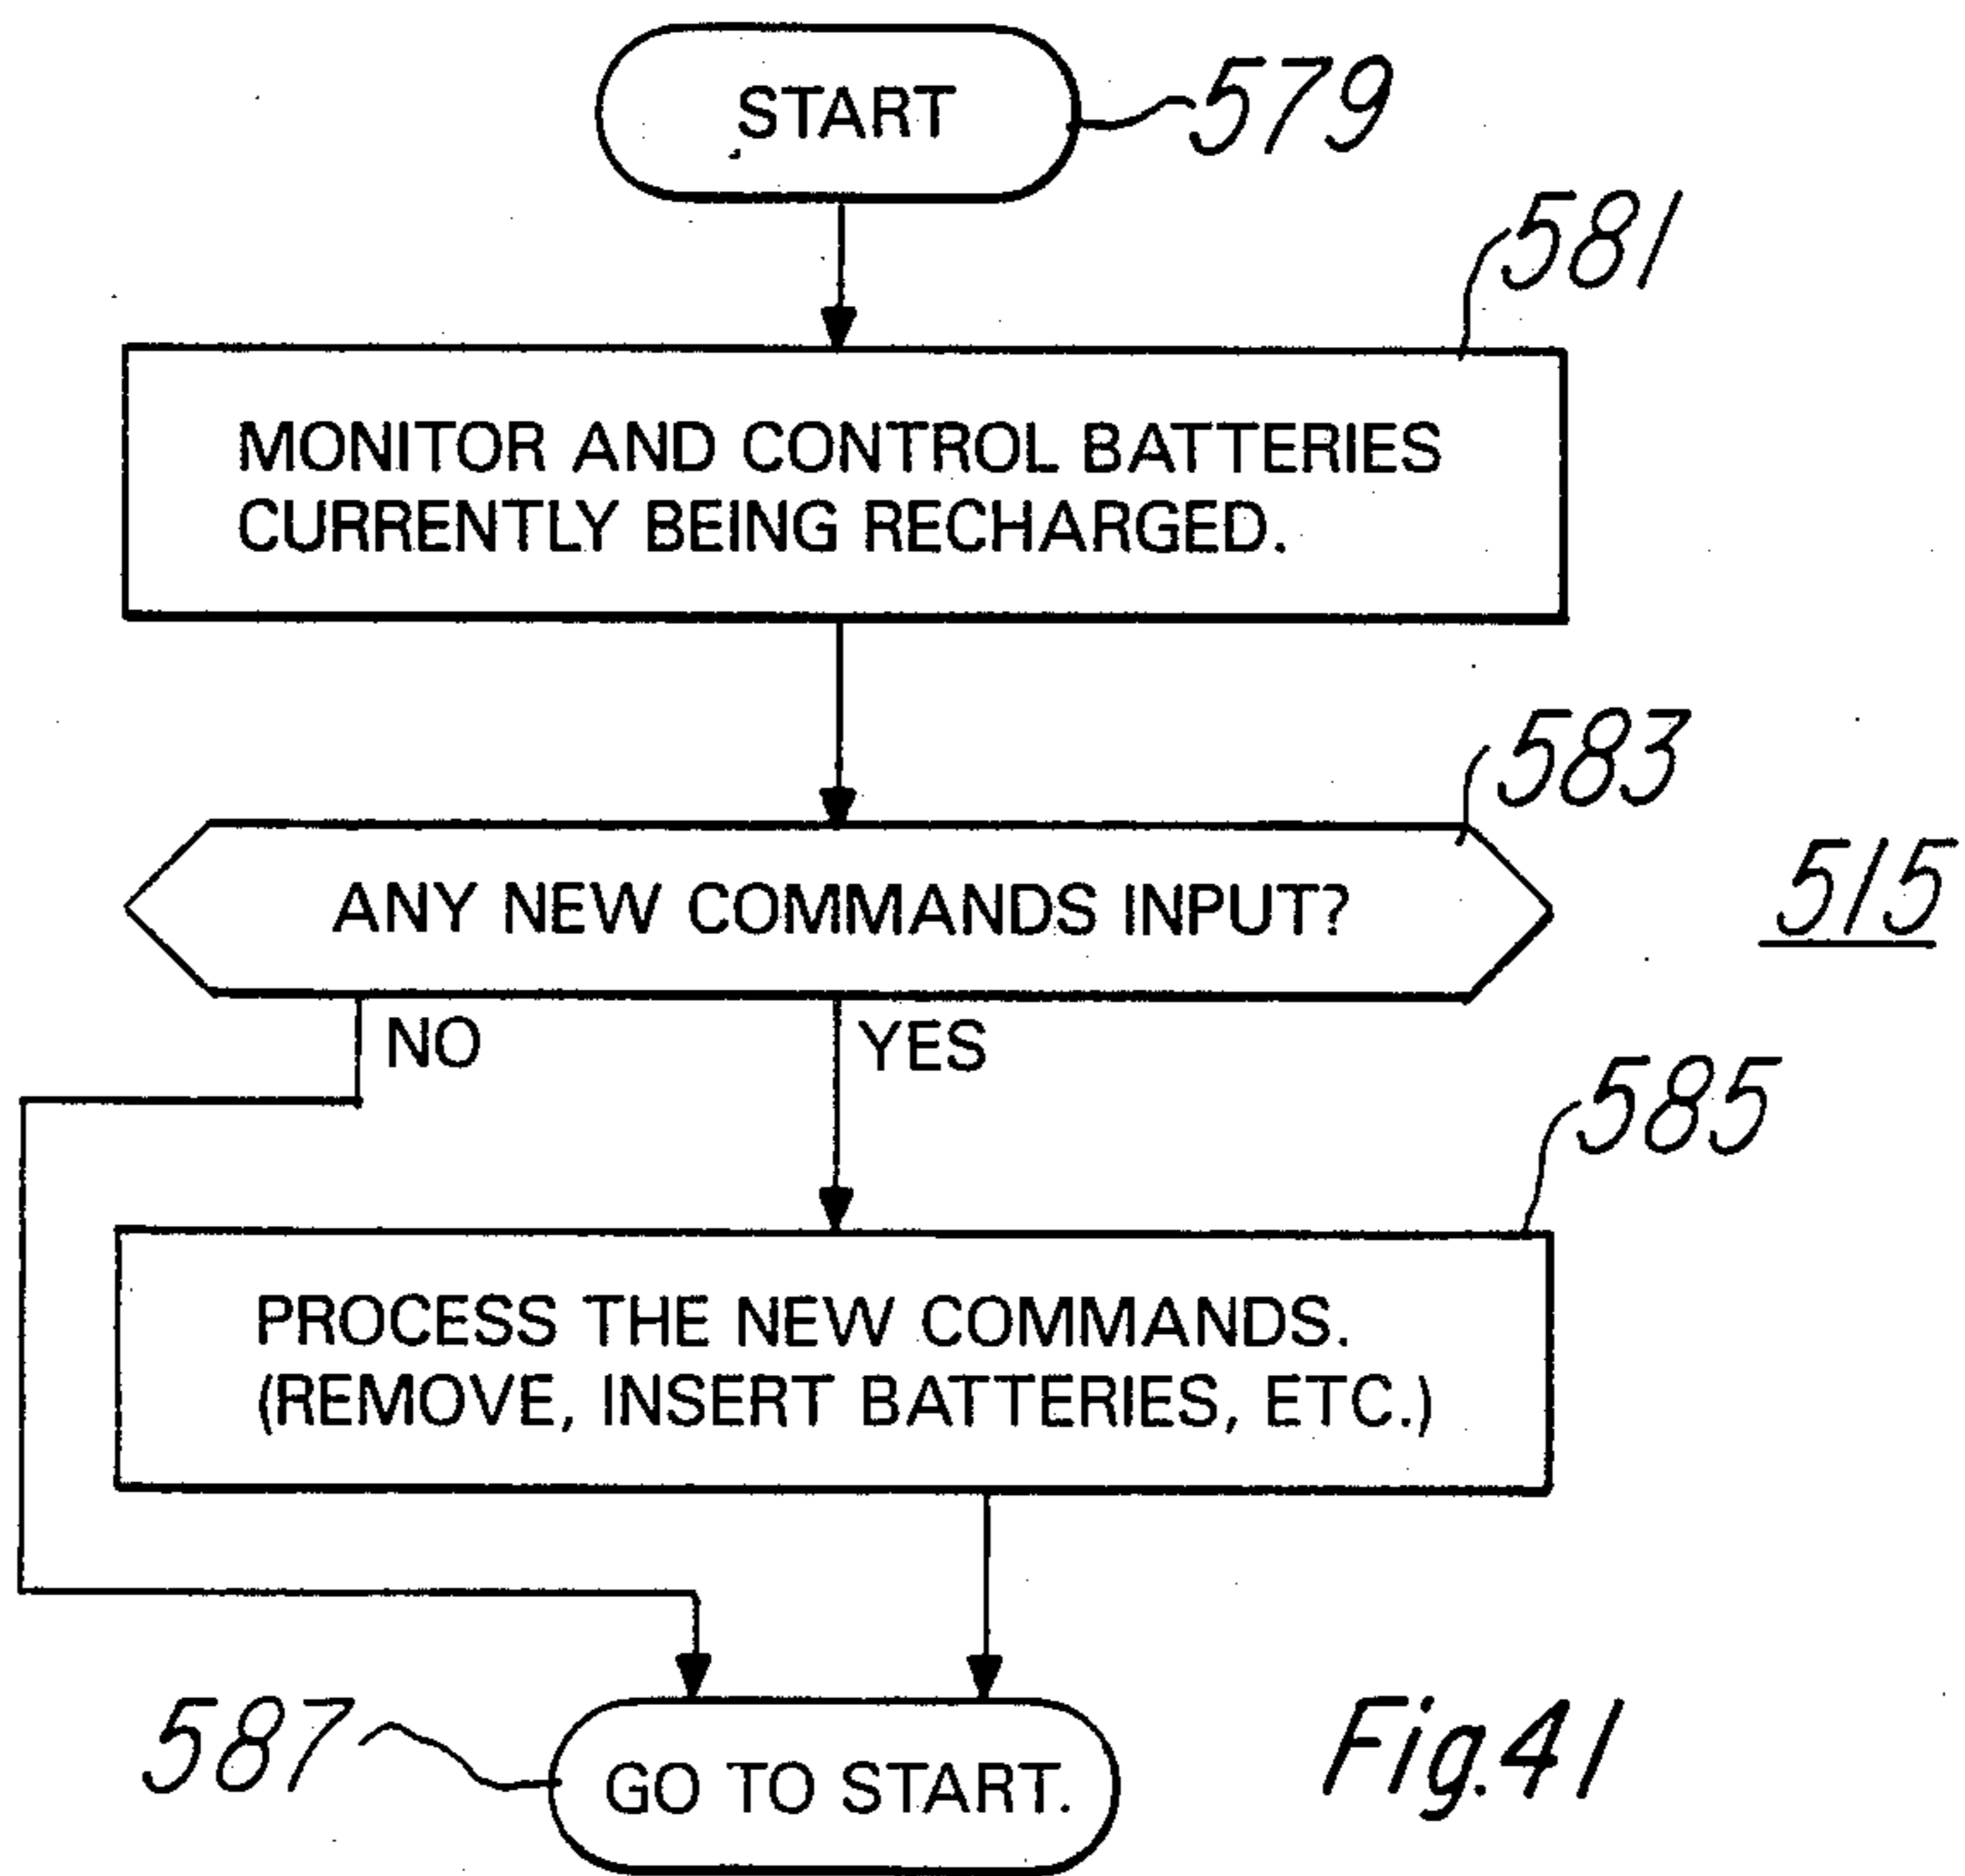 START
579
581
MONITOR AND CONTROL BATTERIES
CURRENTLY BEING RECHARGED.
583
ANY NEW COMMANDS INPUT?
515
NO
YES
585
PROCESS THE NEW COMMANDS.
(REMOVE, INSERT BATTERIES, ETC.)
587
GO TO START.
Fig.41